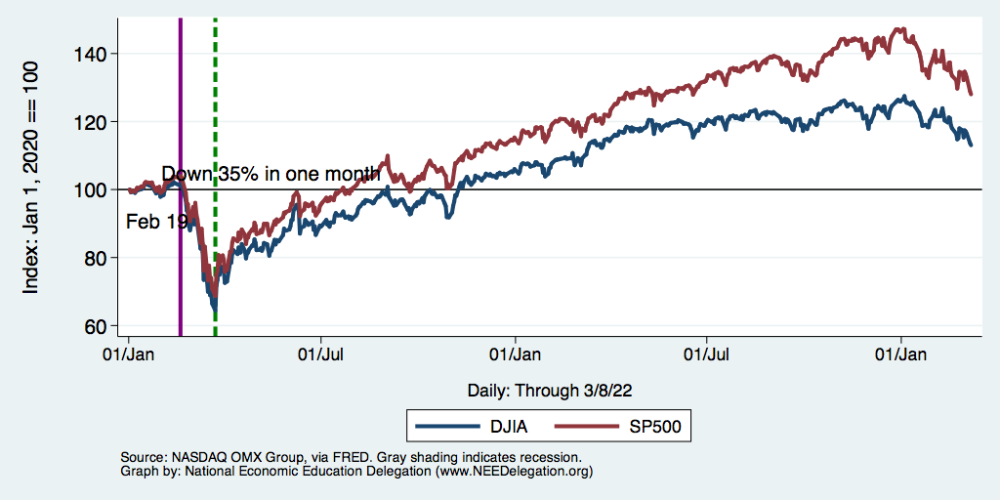 Index: Jan 1, 2020 == 100
140
120
100
80
60
Down 35% in one month
Feb 19
01/Jan 01/Jul 01/Jan 01/Jul 01/Jan
Daily: Through 3/8/22
DJIA SP500
Source: NASDAQ OMX Group, via FRED. Gray shading indicates recession.
Graph by: National Economic Education Delegation (www.NEEDelegation.org)